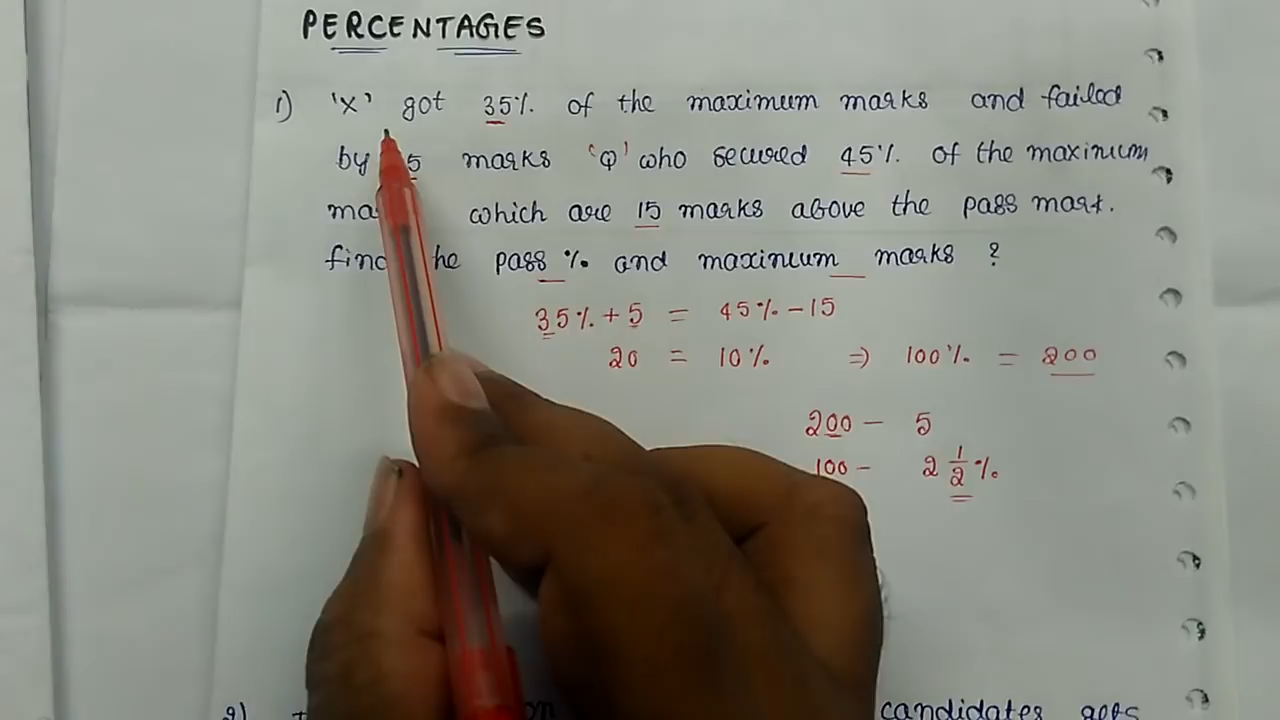 PERCENTAGES
1) 'X' got 35% of the maximum marks and failed
by 5 marks 'Q' who secured 45% of the maximum
which are 15 marks above the pass mark.
pass % and maximum marks ?
35% + 5 = 45% - 15
20 = 10% ⇒ 100% = 200
200 - 5
100 - 2 1/2 %
2) candidates gets